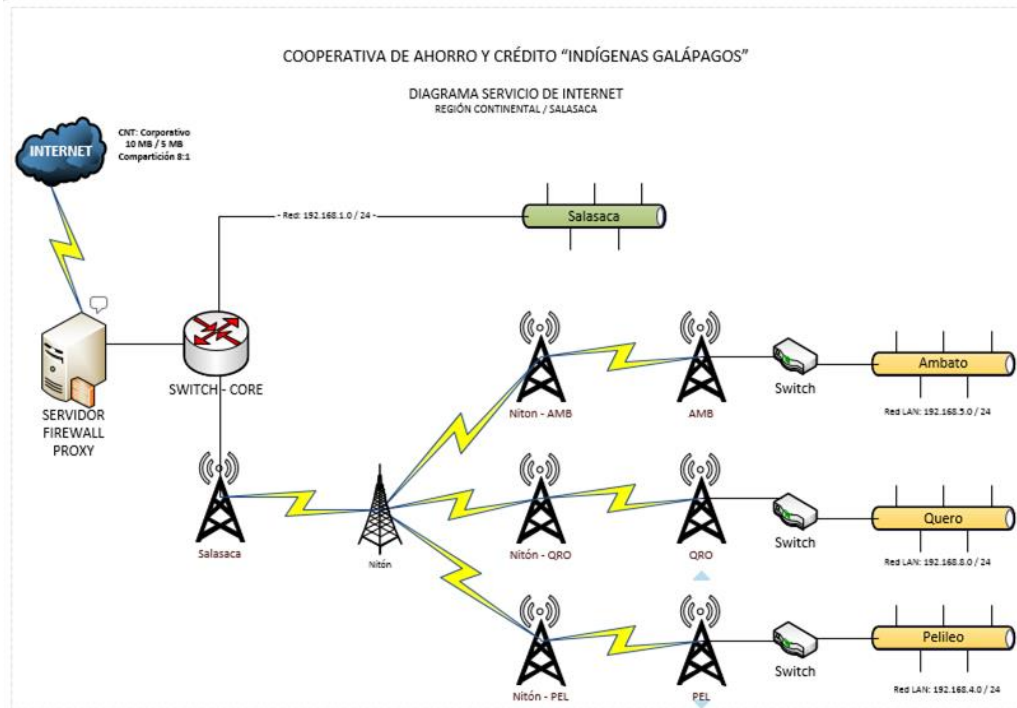 COOPERATIVA DE AHORRO Y CRÉDITO “INDÍGENAS GALÁPAGOS”
DIAGRAMA SERVICIO DE INTERNET
REGIÓN CONTINENTAL / SALASACA
INTERNET
CNT: Corporativo
10 MB / 5 MB
Compartición 8:1
- Red: 192.168.1.0 / 24 -
Salasaca
SERVIDOR
FIREWALL
PROXY
SWITCH - CORE
Salasaca
Nitón
Niton - AMB
AMB
Switch
Ambato
Red LAN: 192.168.5.0 / 24
Nitón - QRO
QRO
Switch
Quero
Red LAN: 192.168.8.0 / 24
Nitón - PEL
PEL
Switch
Pelileo
Red LAN: 192.168.4.0 / 24